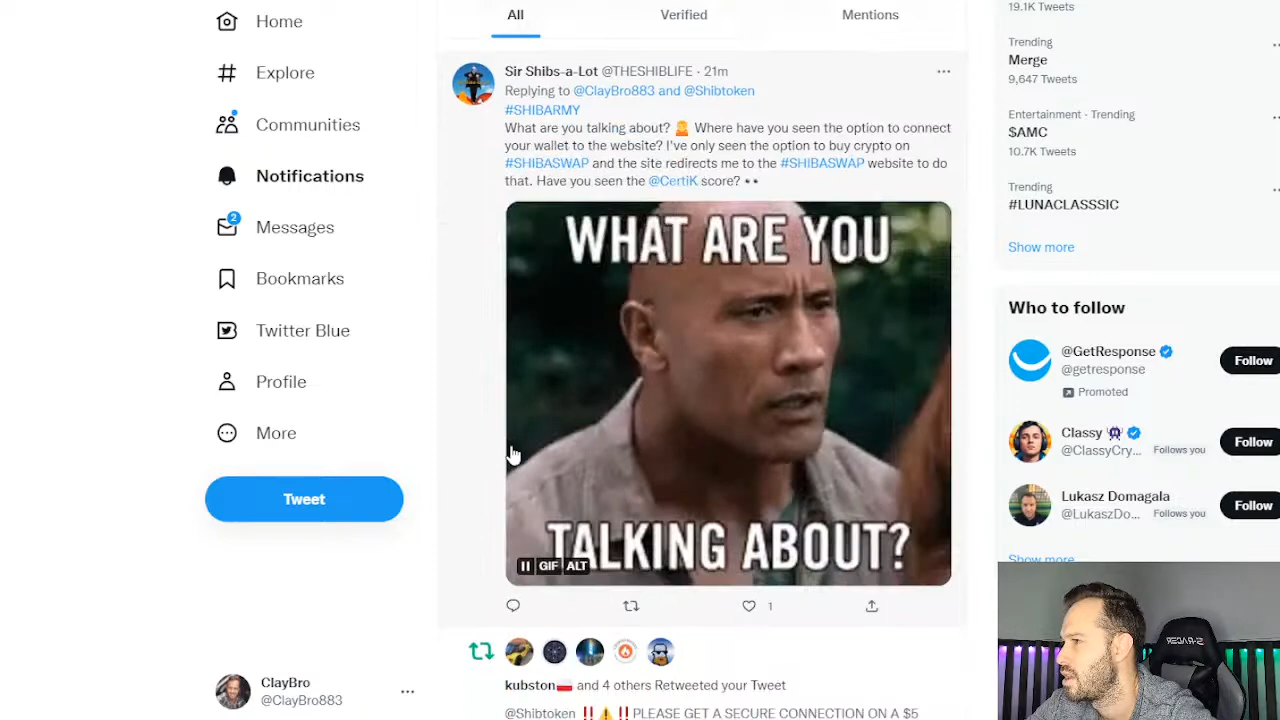 Home
Explore
Communities
Notifications
2
Messages
Bookmarks
Twitter Blue
Profile
More
Tweet
ClayBro
@ClayBro883
All
Verified
Mentions
Sir Shibs-a-Lot @THESHIBLIFE · 21m
Replying to @ClayBro883 and @Shibtoken
#SHIBARMY
What are you talking about? 🤷 Where have you seen the option to connect
your wallet to the website? I've only seen the option to buy crypto on
#SHIBASWAP and the site redirects me to the #SHIBASWAP website to do
that. Have you seen the @CertiK score? 👀
WHAT ARE YOU
TALKING ABOUT?
GIF ALT
1
kubston🇵🇱 and 4 others Retweeted your Tweet
@Shibtoken ‼️⚠️‼️PLEASE GET A SECURE CONNECTION ON A $5
19.1K Tweets
Trending
Merge
9,647 Tweets
Entertainment · Trending
$AMC
10.7K Tweets
Trending
#LUNACLASSSIC
Show more
Who to follow
@GetResponse
@getresponse
Follow
Promoted
Classy
@ClassyCry... Follows you
Follow
Lukasz Domagala
@LukaszDo... Follows you
Follow
Show more